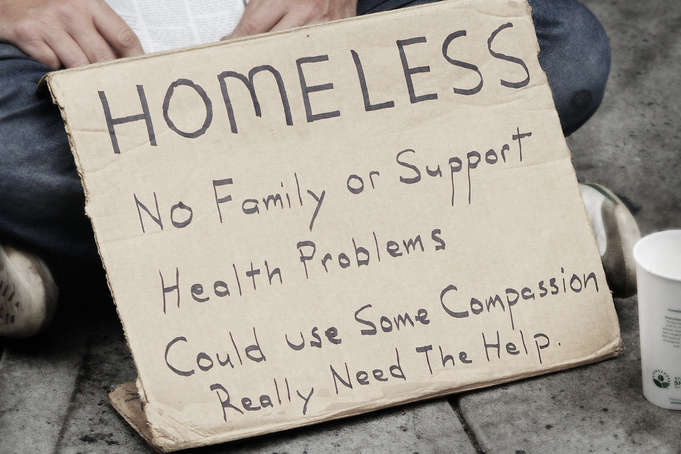 HOMELESS
No Family or Support
Health Problems
Could use Some Compassion
Really Need The Help.